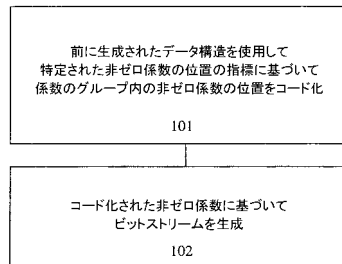 前に生成されたデータ構造を使用して
特定された非ゼロ係数の位置の指標に基づいて
係数のグループ内の非ゼロ係数の位置をコード化
101
コード化された非ゼロ係数に基づいて
ビットストリームを生成
102